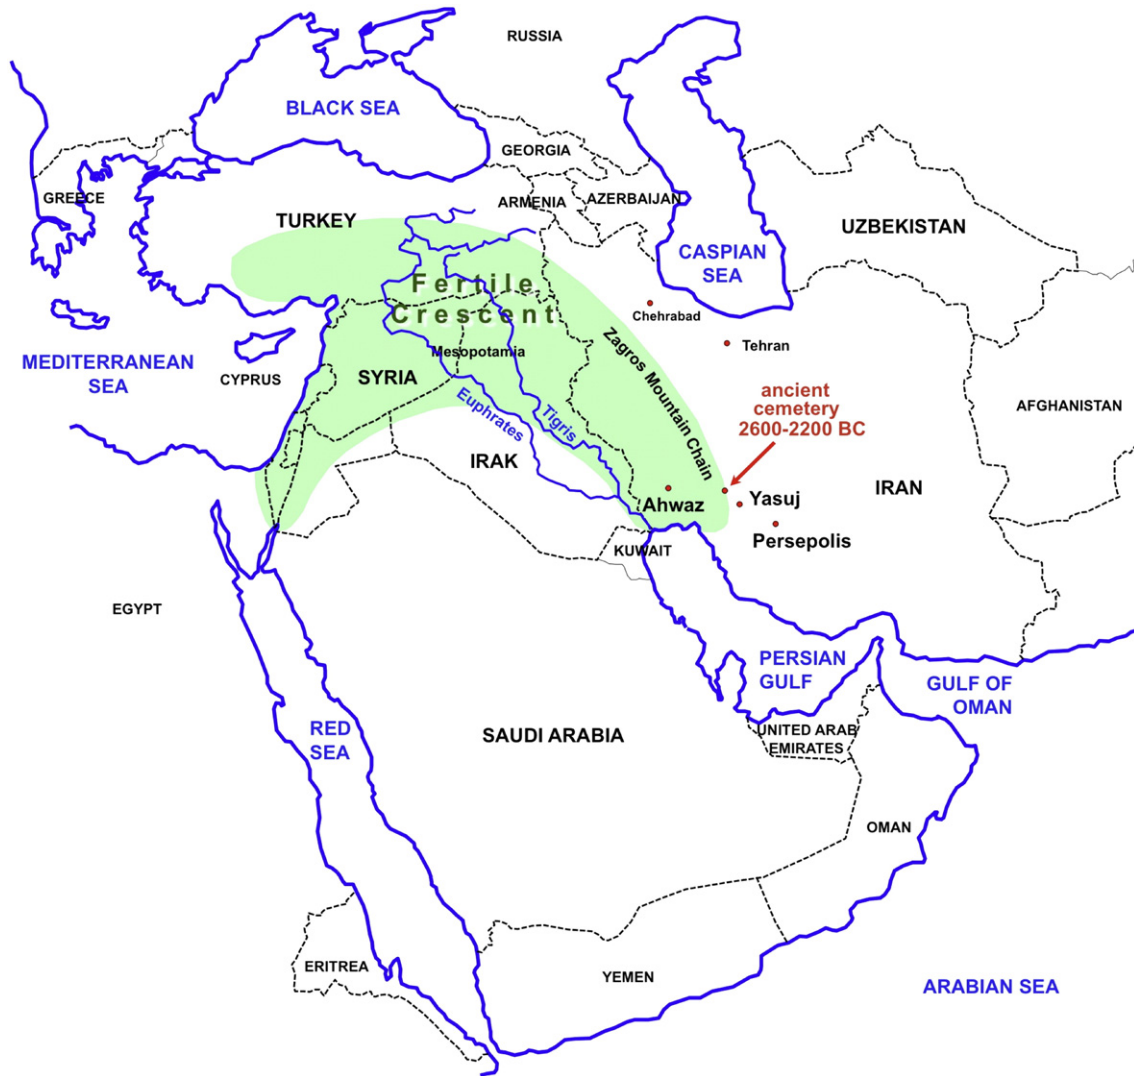 RUSSIA
BLACK SEA
GEORGIA
GREECE
ARMENIA
AZERBAIJAN
TURKEY
UZBEKISTAN
CASPIAN
SEA
Fertile
Crescent
Chehrabad
Mesopotamia
Tehran
Zagros Mountain Chain
MEDITERRANEAN
SEA
CYPRUS
SYRIA
ancient
cemetery
2600-2200 BC
AFGHANISTAN
Euphrates
Tigris
IRAK
IRAN
Ahwaz
Yasuj
Persepolis
KUWAIT
EGYPT
PERSIAN
GULF
GULF OF
OMAN
RED
SEA
SAUDI ARABIA
UNITED ARAB
EMIRATES
OMAN
ERITREA
YEMEN
ARABIAN SEA